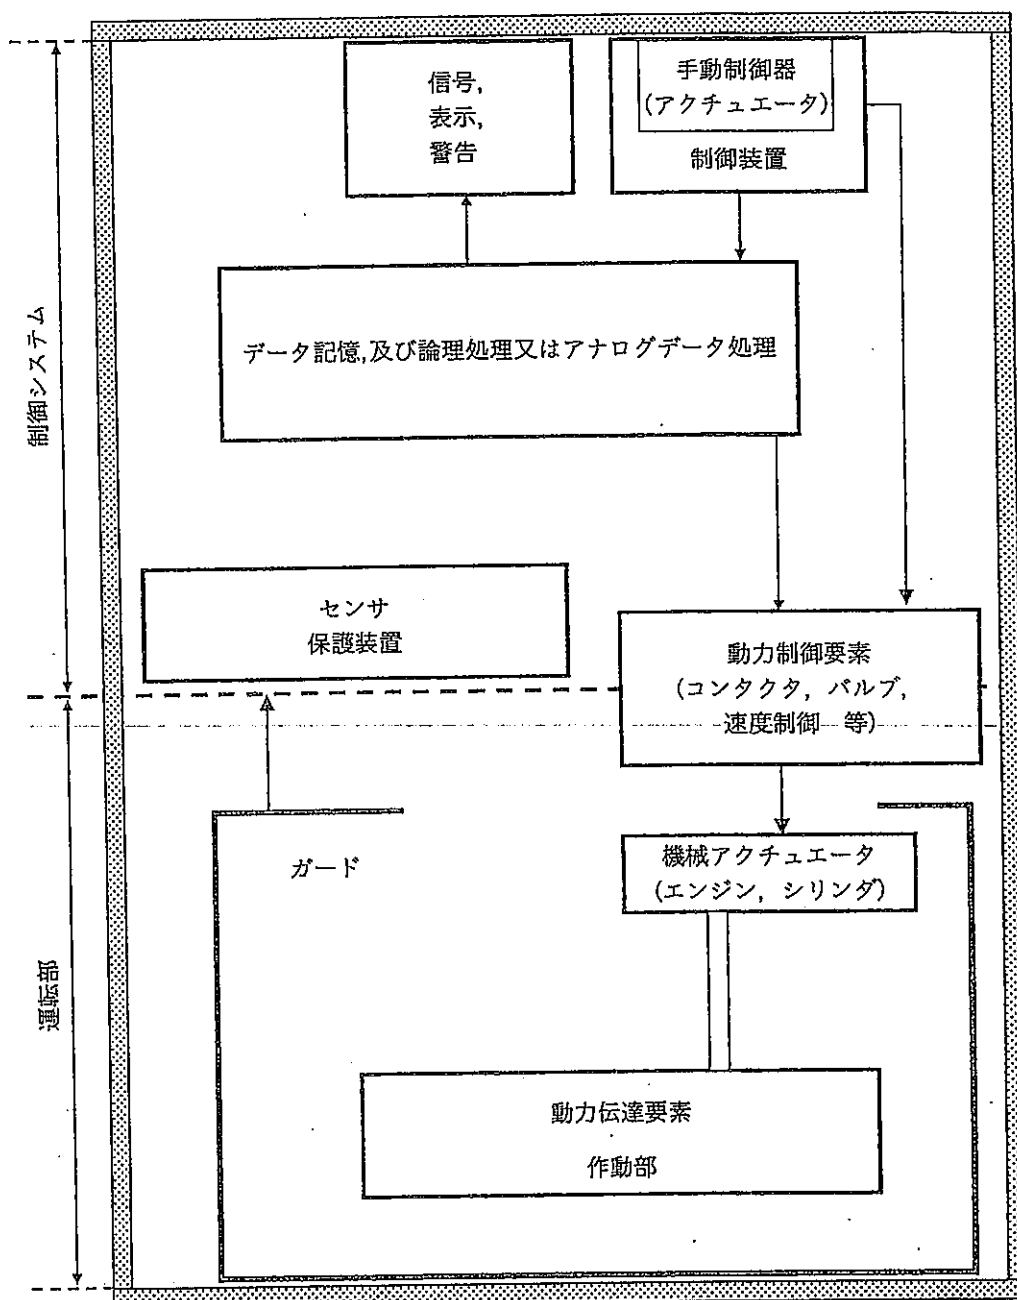 信号,
表示,
警告
手動制御器
(アクチュエータ)
制御装置
データ記憶,及び論理処理又はアナログデータ処理
制御システム
センサ
保護装置
動力制御要素
(コンタクタ, バルブ,
速度制御 等)
ガード
機械アクチュエータ
(エンジン, シリンダ)
運転部
動力伝達要素
作動部